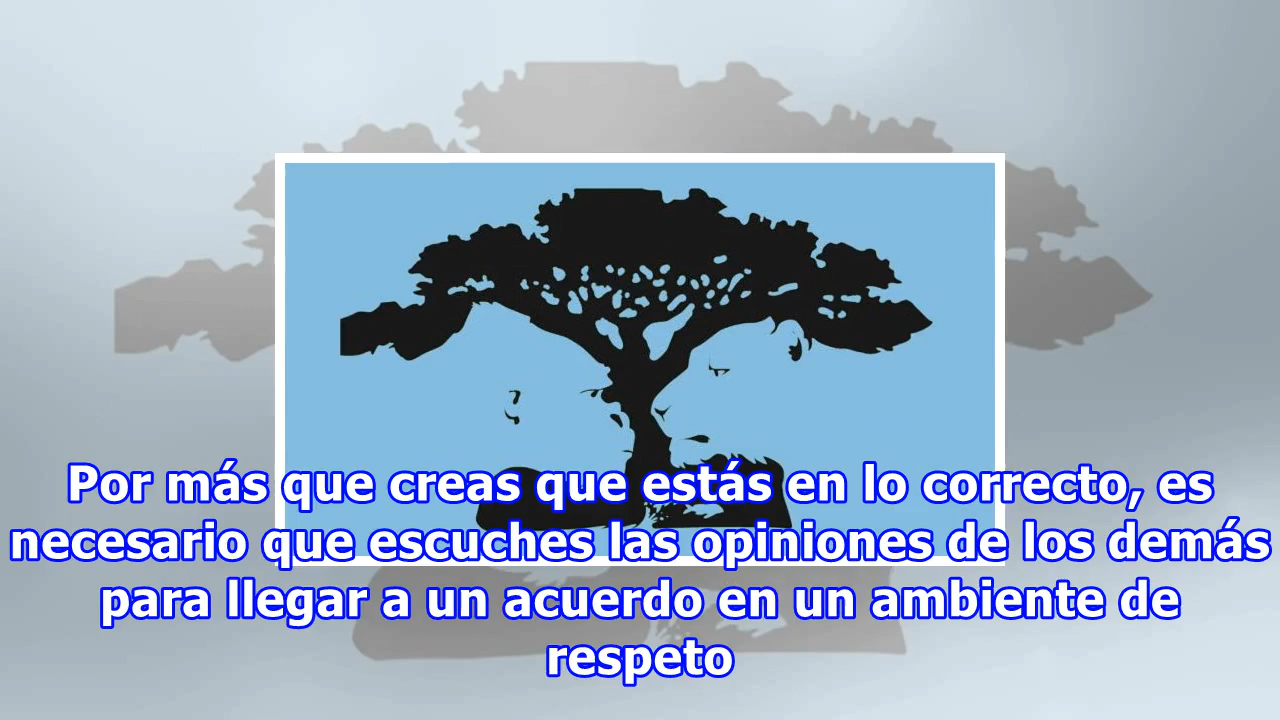 Por más que creas que estás en lo correcto, es
necesario que escuches las opiniones de los demás
para llegar a un acuerdo en un ambiente de
respeto